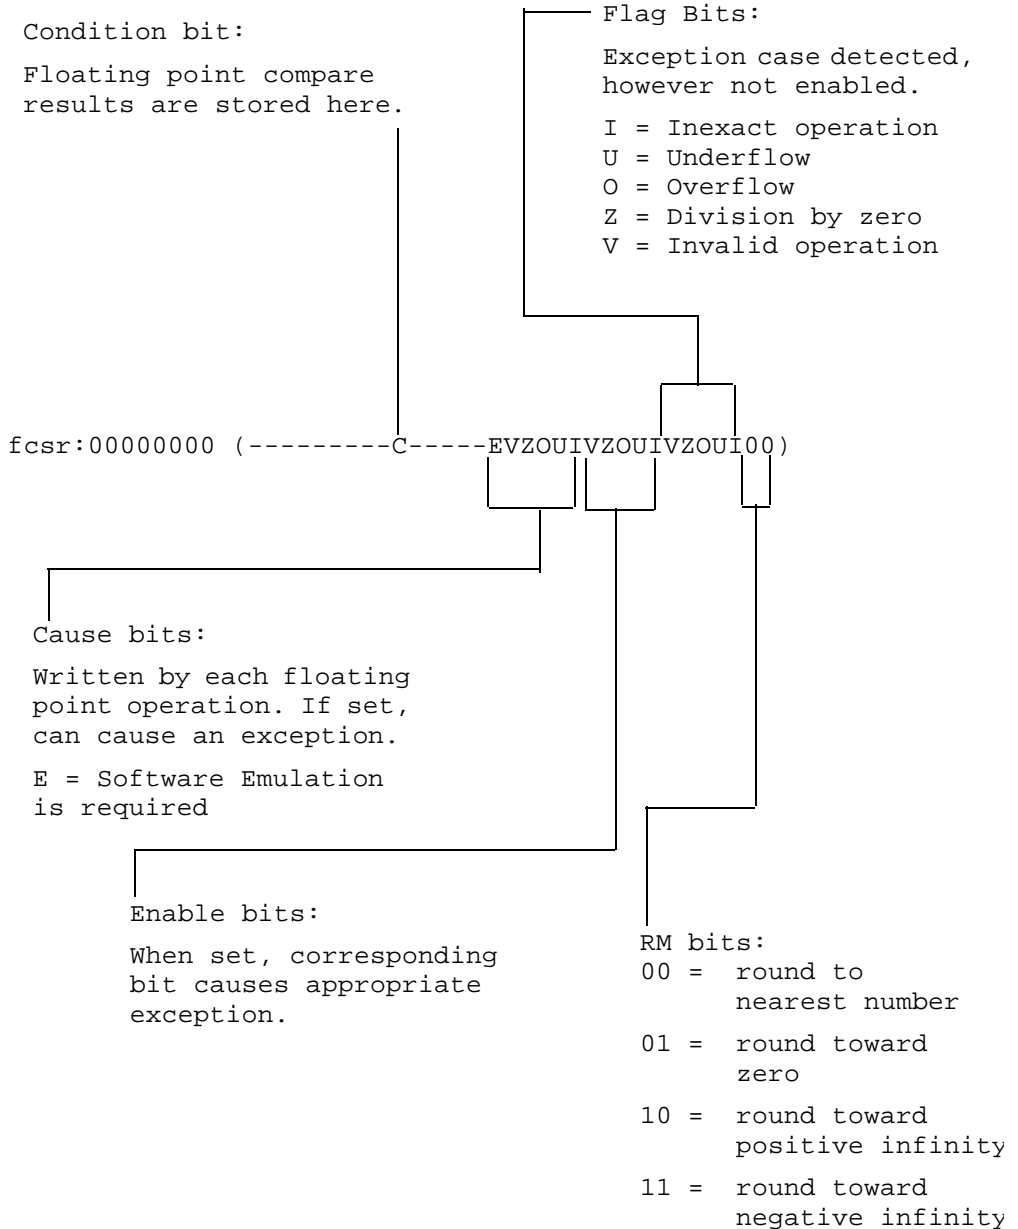 Condition bit:
Floating point compare
results are stored here.
Flag Bits:
Exception case detected,
however not enabled.
I = Inexact operation
U = Underflow
O = Overflow
Z = Division by zero
V = Invalid operation
fcsr:00000000 (---------C-----EVZOUIVZOUIVZOUI00)
Cause bits:
Written by each floating
point operation. If set,
can cause an exception.
E = Software Emulation
is required
Enable bits:
When set, corresponding
bit causes appropriate
exception.
RM bits:
00 = round to
nearest number
01 = round toward
zero
10 = round toward
positive infinity
11 = round toward
negative infinity